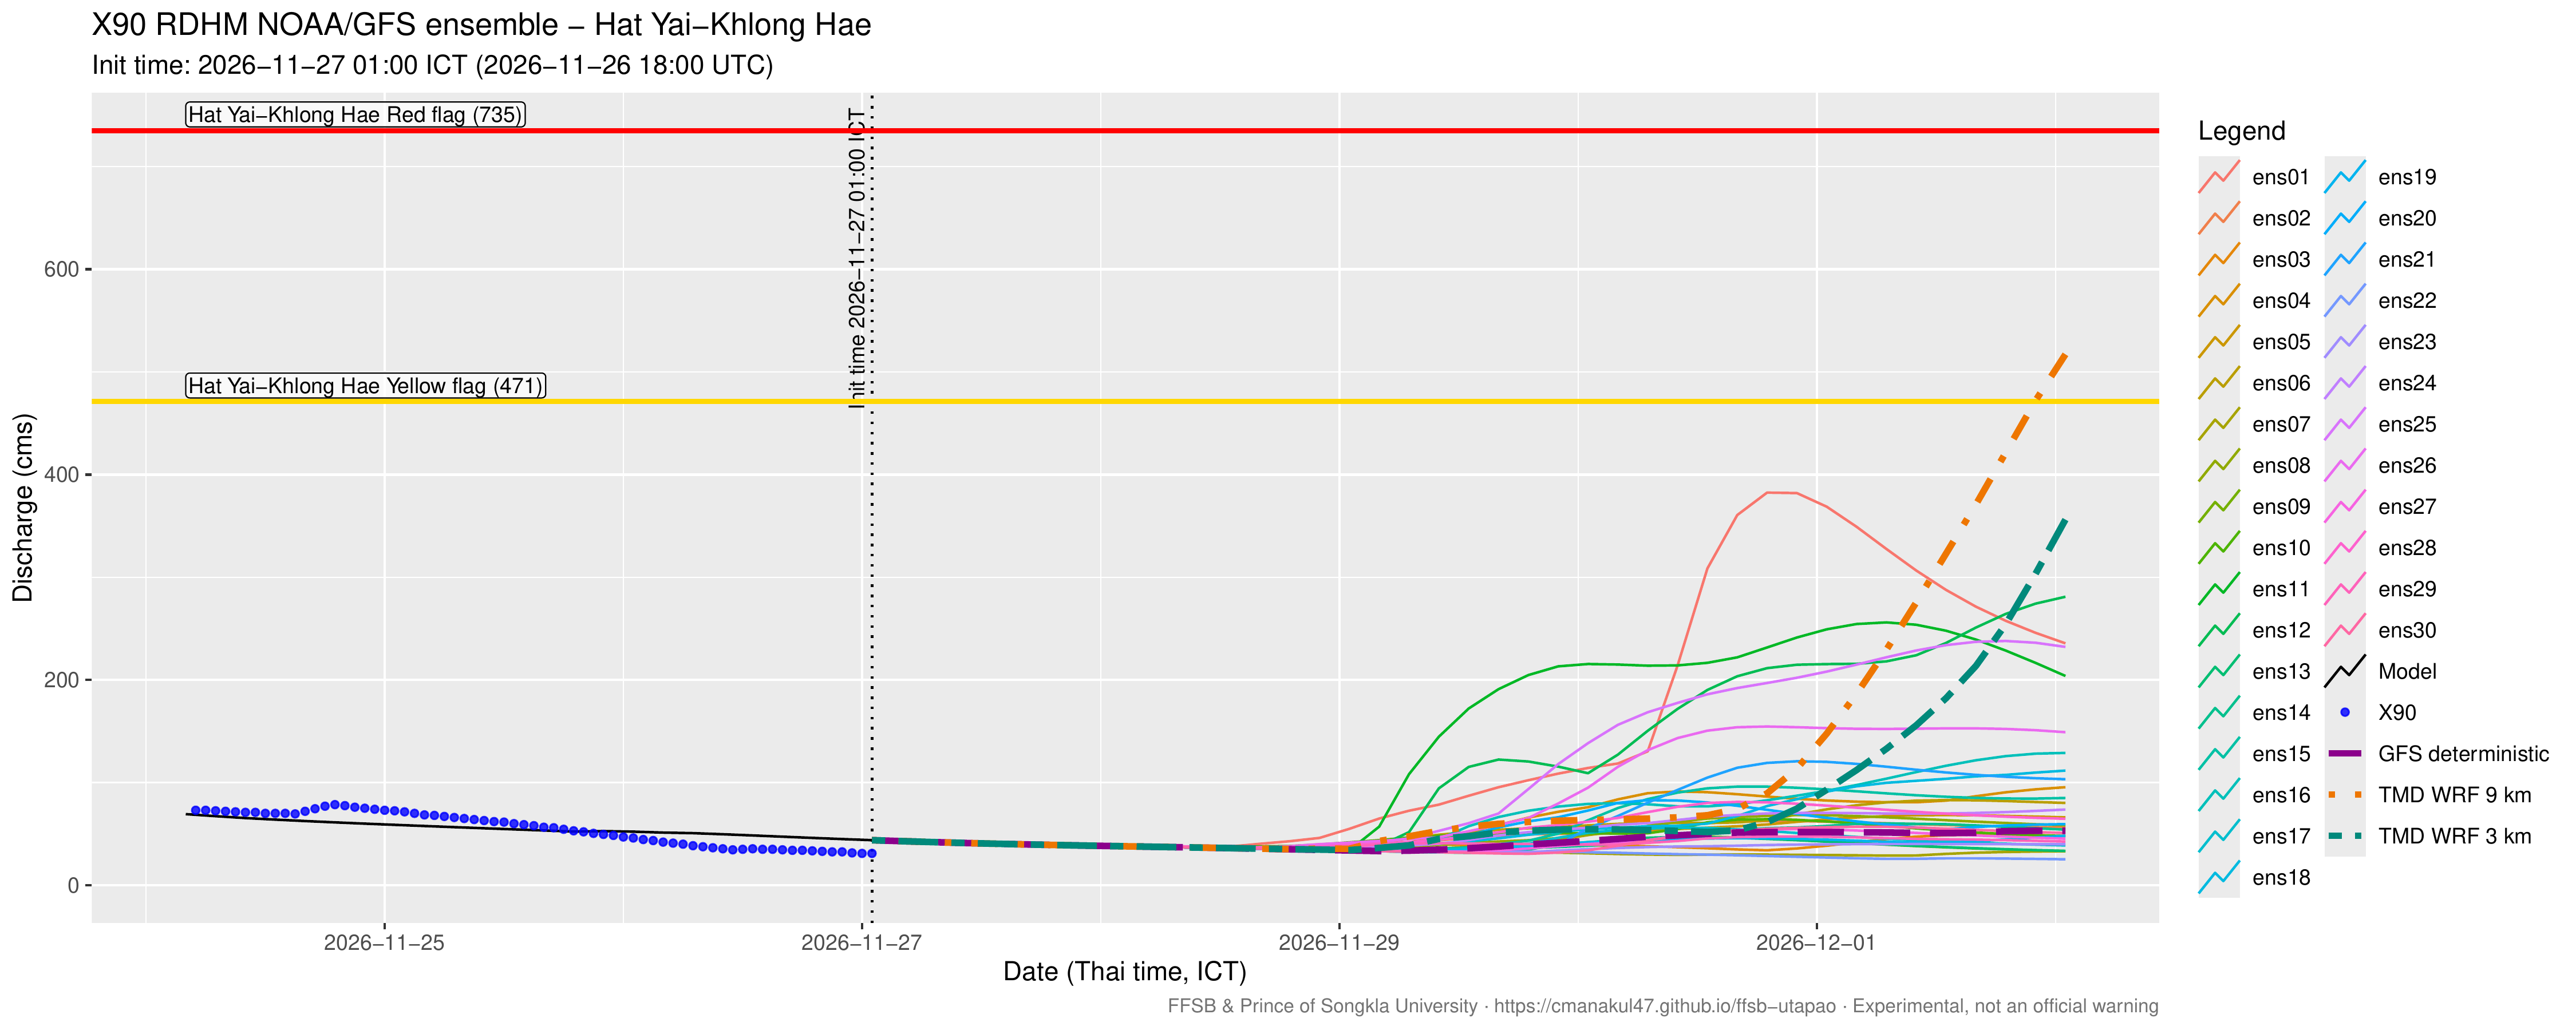 X90 RDHM NOAA/GFS ensemble − Hat Yai−Khlong Hae
Init time: 2026−11−27 01:00 ICT (2026−11−26 18:00 UTC)
Hat Yai−Khlong Hae Red flag (735)
Hat Yai−Khlong Hae Yellow flag (471)
Init time 2026−11−27 01:00 ICT
Discharge (cms)
600
400
200
0
2026−11−25
2026−11−27
2026−11−29
2026−12−01
Date (Thai time, ICT)
FFSB & Prince of Songkla University · https://cmanakul47.github.io/ffsb−utapao · Experimental, not an official warning
Legend
ens01
ens02
ens03
ens04
ens05
ens06
ens07
ens08
ens09
ens10
ens11
ens12
ens13
ens14
ens15
ens16
ens17
ens18
ens19
ens20
ens21
ens22
ens23
ens24
ens25
ens26
ens27
ens28
ens29
ens30
Model
X90
GFS deterministic
TMD WRF 9 km
TMD WRF 3 km